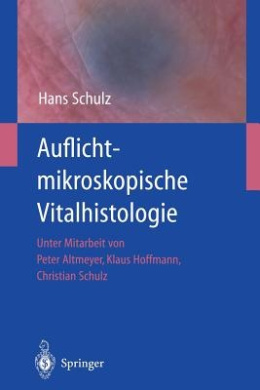 Hans Schulz
Auflicht-
mikroskopische
Vitalhistologie
Unter Mitarbeit von
Peter Altmeyer, Klaus Hoffmann,
Christian Schulz
Springer